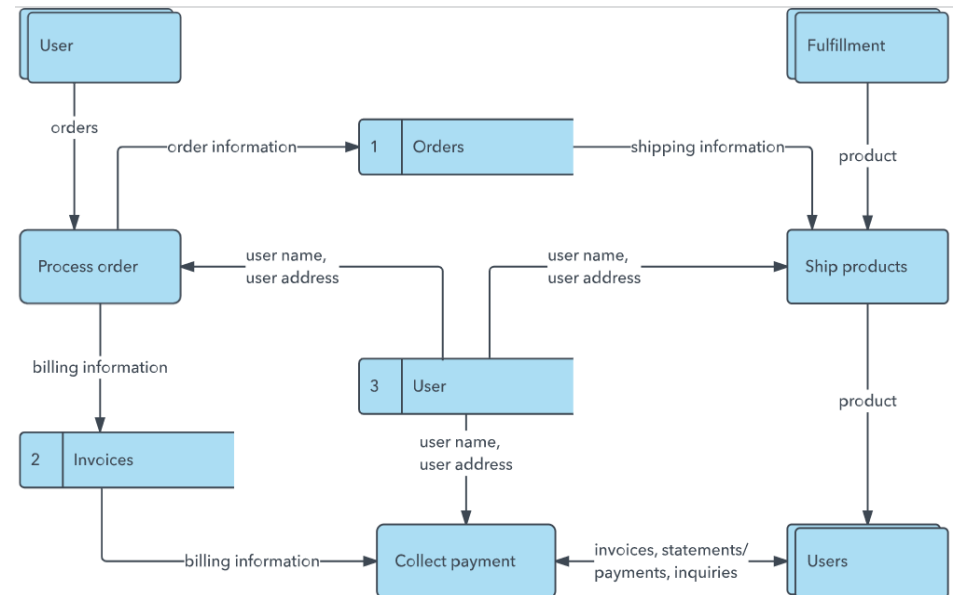 User
Fulfillment
orders
order information
1
Orders
shipping information
product
Process order
user name,
user address
user name,
user address
Ship products
billing information
3
User
product
user name,
user address
2
Invoices
billing information
Collect payment
invoices, statements/
payments, inquiries
Users